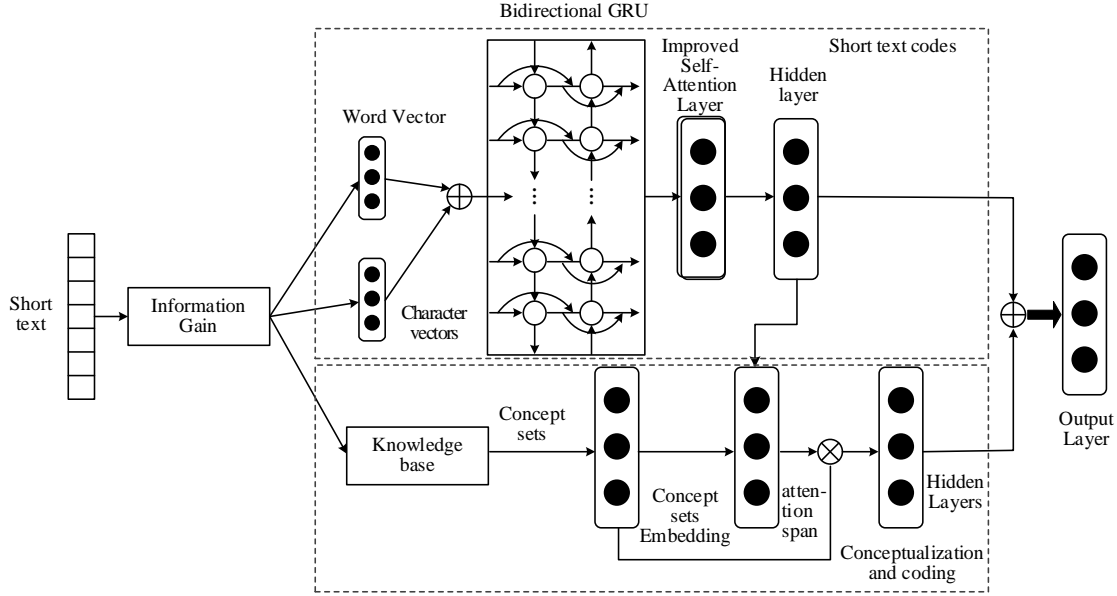 Bidirectional GRU
Short text codes
Improved
Self-
Attention
Layer
Hidden
layer
Word Vector
Character
vectors
Short
text
Information
Gain
Knowledge
base
Concept
sets
Concept
sets
Embedding
atten-
tion
span
Hidden
Layers
Conceptualization
and coding
Output
Layer